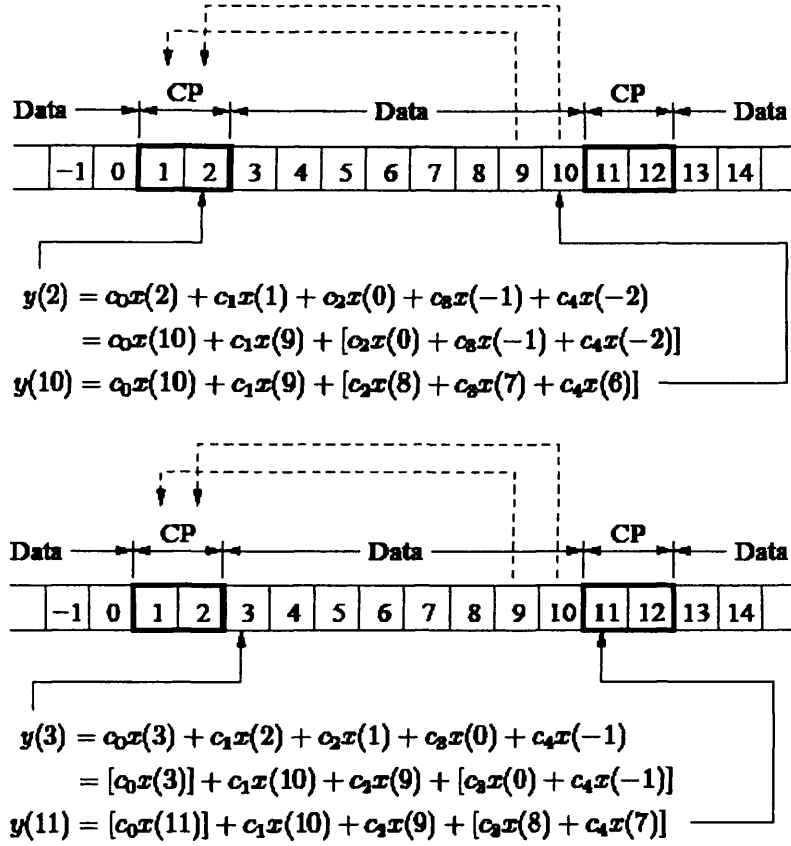 CP
Data Data CP Data
−1 0 1 2 3 4 5 6 7 8 9 10 11 12 13 14
y(2) = c₀x(2) + c₁x(1) + c₂x(0) + c₃x(−1) + c₄x(−2)
= c₀x(10) + c₁x(9) + [c₂x(0) + c₃x(−1) + c₄x(−2)]
y(10) = c₀x(10) + c₁x(9) + [c₂x(8) + c₃x(7) + c₄x(6)]
CP CP
Data Data Data
−1 0 1 2 3 4 5 6 7 8 9 10 11 12 13 14
y(3) = c₀x(3) + c₁x(2) + c₂x(1) + c₃x(0) + c₄x(−1)
= [c₀x(3)] + c₁x(10) + c₂x(9) + [c₃x(0) + c₄x(−1)]
y(11) = [c₀x(11)] + c₁x(10) + c₂x(9) + [c₃x(8) + c₄x(7)]